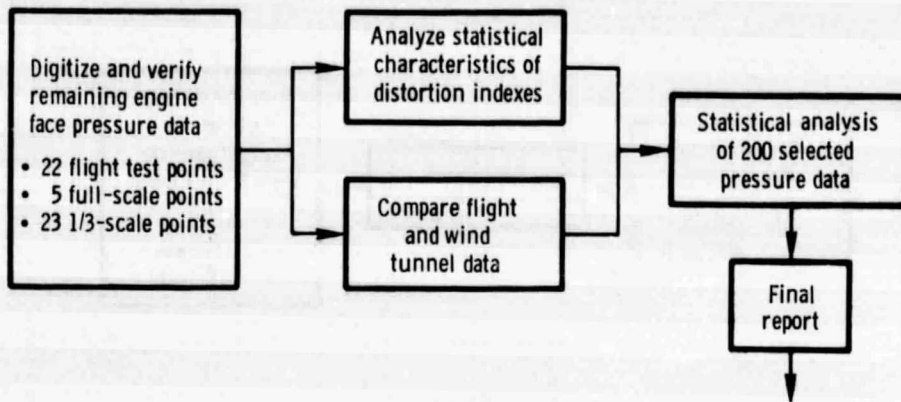 Digitize and verify
remaining engine
face pressure data
• 22 flight test points
• 5 full-scale points
• 23 1/3-scale points
Analyze statistical
characteristics of
distortion indexes
Compare flight
and wind
tunnel data
Statistical analysis
of 200 selected
pressure data
Final
report